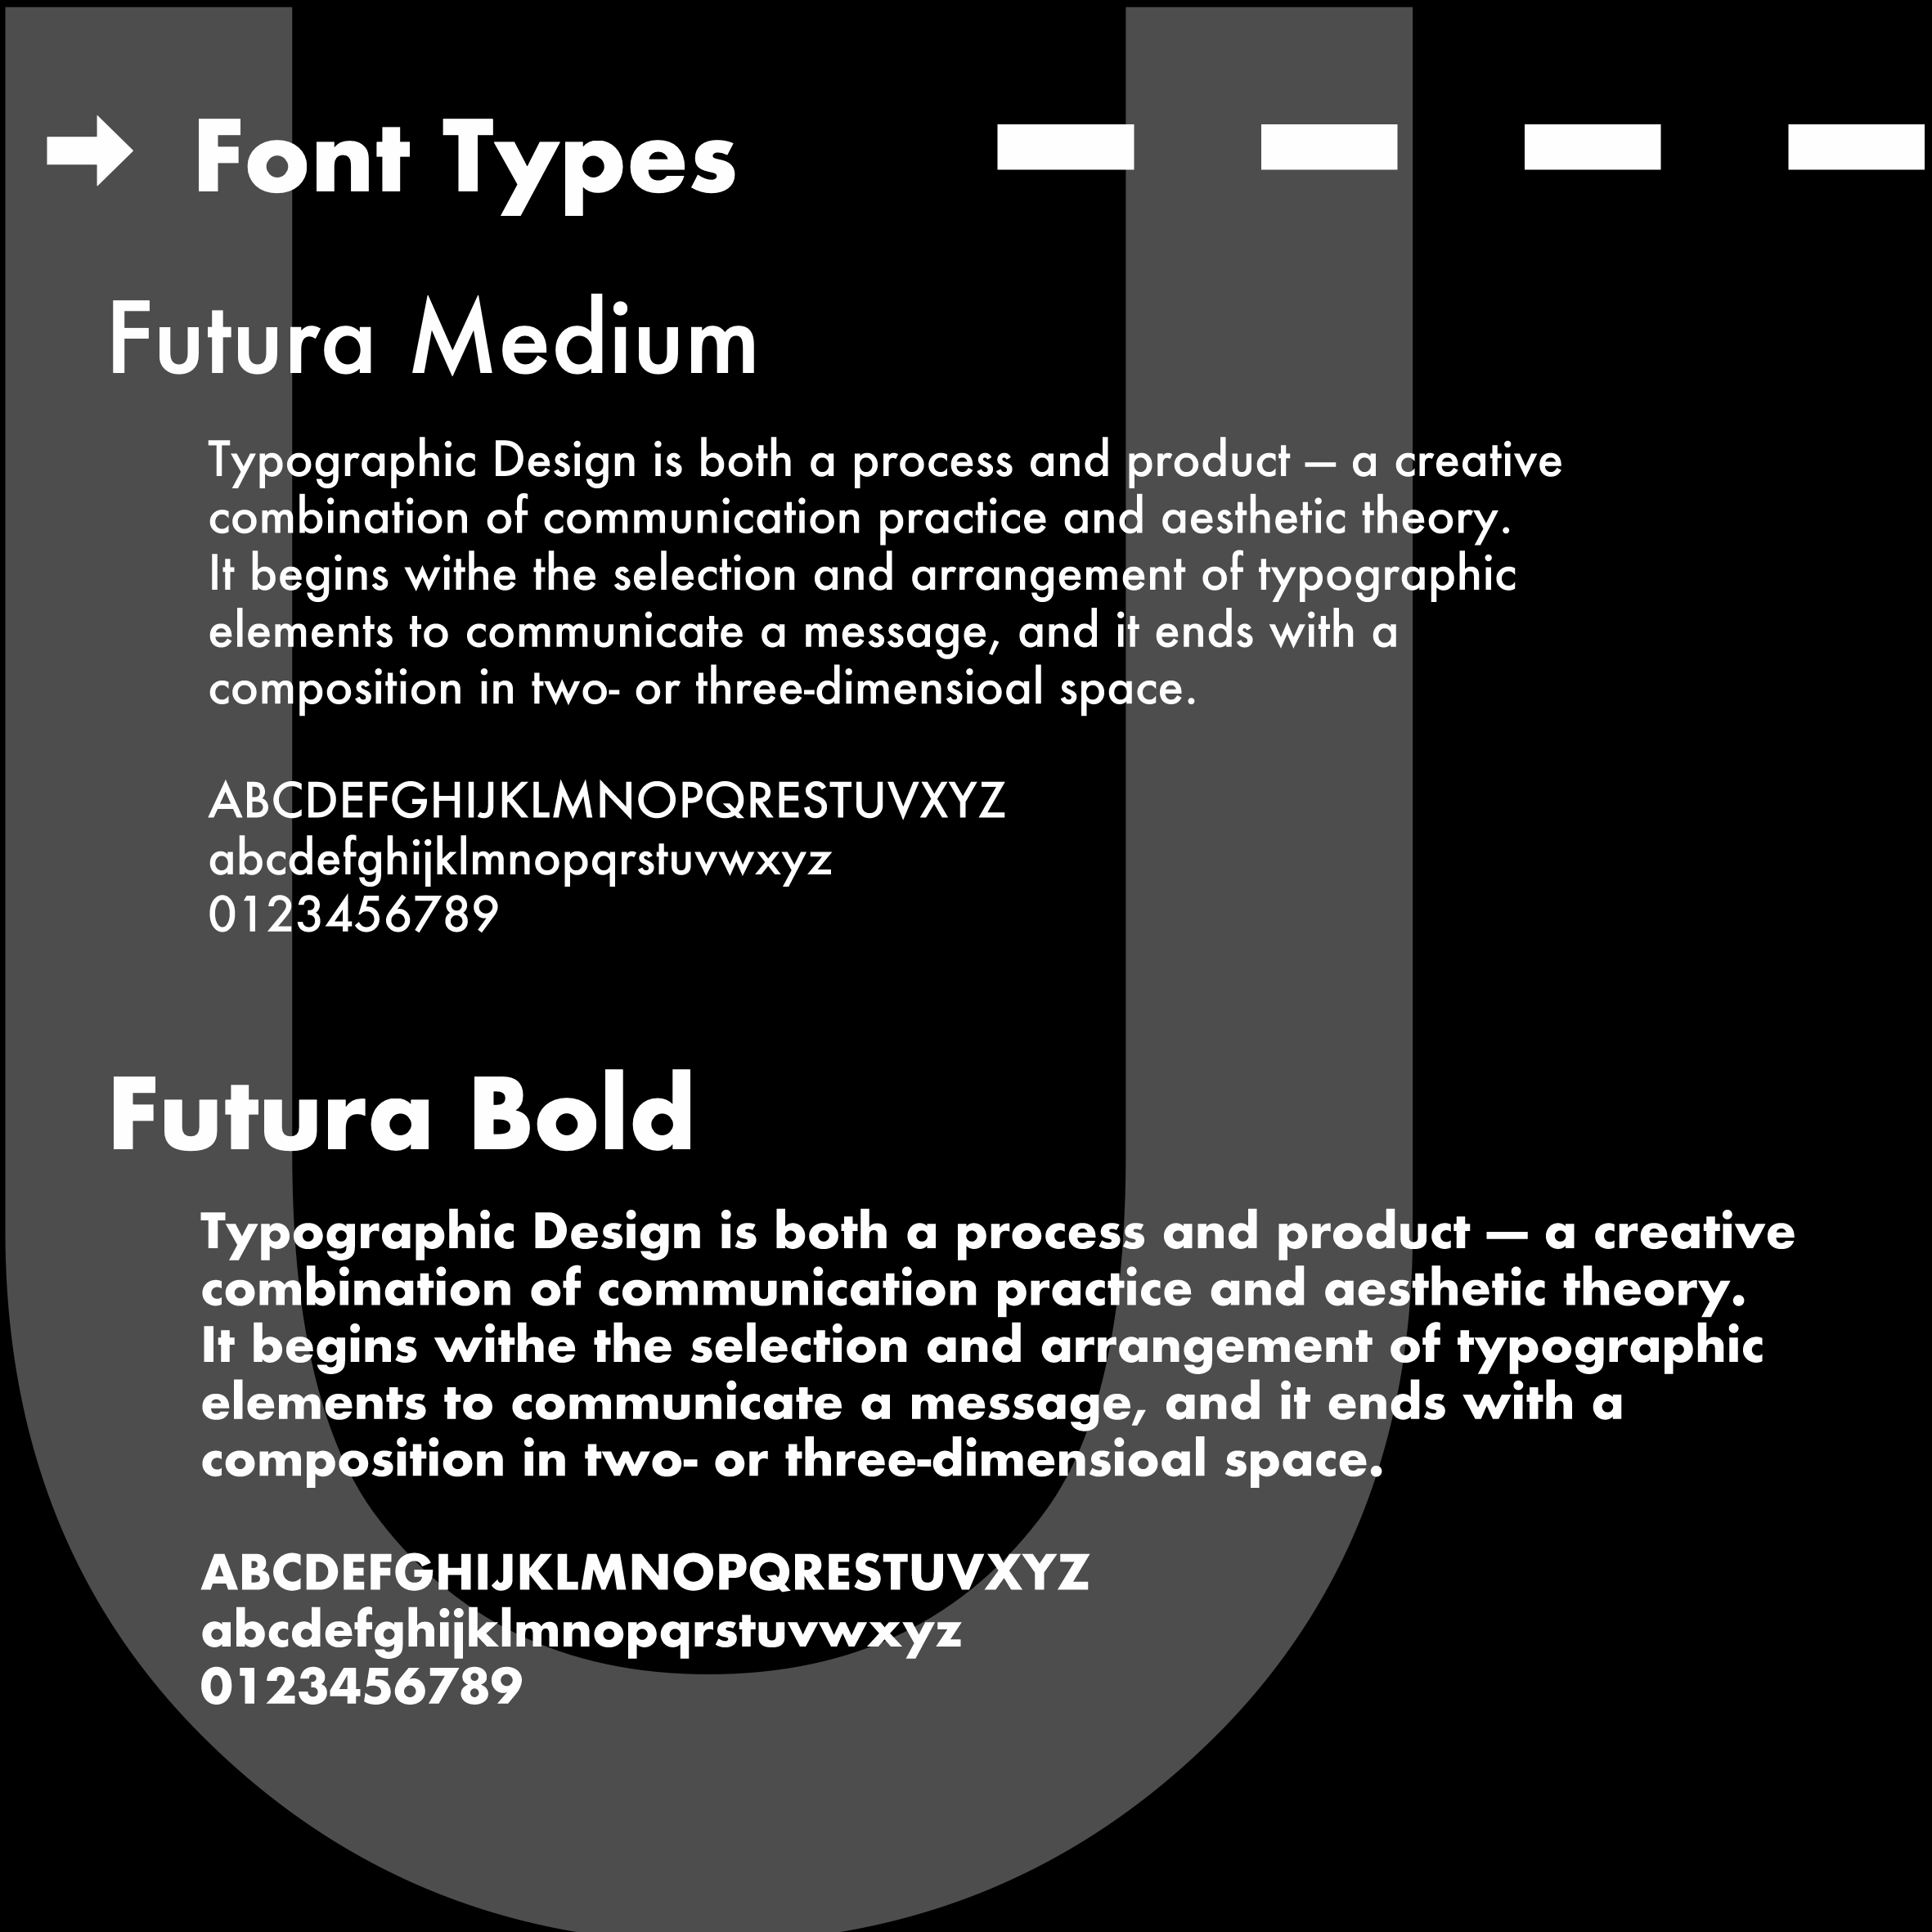 Font Types
Futura Medium
Typographic Design is both a process and product — a creative
combination of communication practice and aesthetic theory.
It begins withe the selection and arrangement of typographic
elements to communicate a message, and it ends with a
composition in two- or three-dimensioal space.
ABCDEFGHIJKLMNOPQRESTUVXYZ
abcdefghijklmnopqrstuvwxyz
0123456789
Futura Bold
Typographic Design is both a process and product — a creative
combination of communication practice and aesthetic theory.
It begins withe the selection and arrangement of typographic
elements to communicate a message, and it ends with a
composition in two- or three-dimensioal space.
ABCDEFGHIJKLMNOPQRESTUVXYZ
abcdefghijklmnopqrstuvwxyz
0123456789